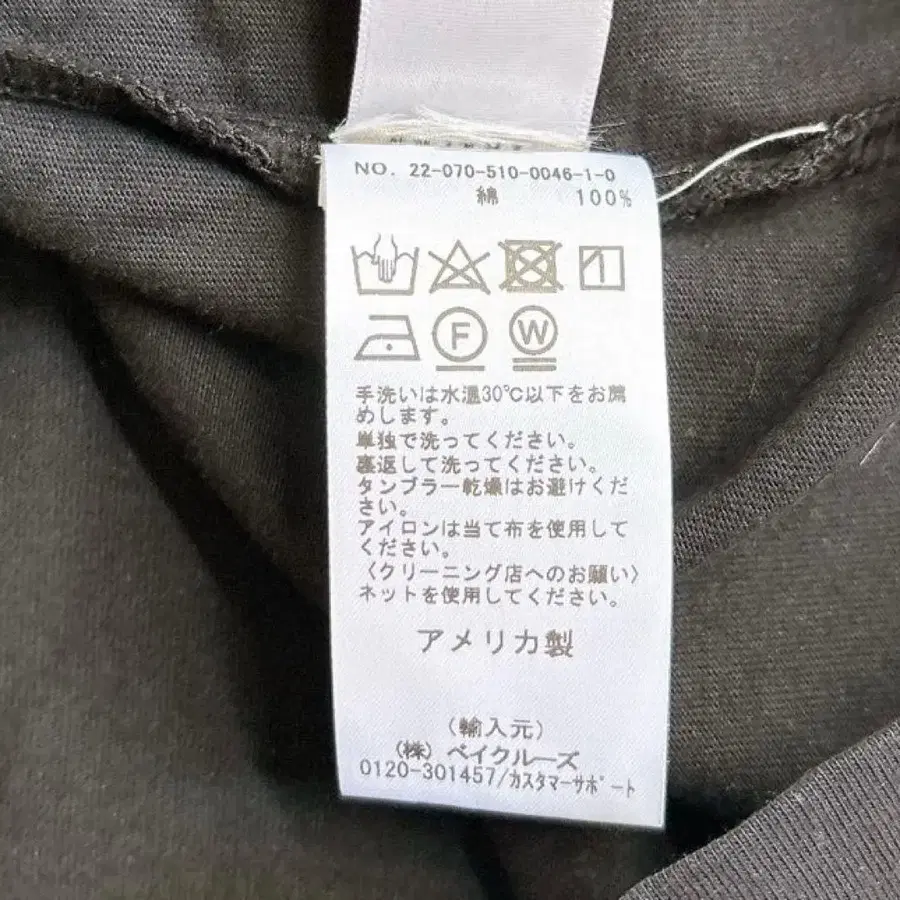 NO. 22-070-510-0046-1-0
綿 100%
F W
手洗いは水温30℃以下をお薦
めします。
単独で洗ってください。
裏返して洗ってください。
タンブラー乾燥はお避けくだ
さい。
アイロンは当て布を使用して
ください。
〈クリーニング店へのお願い〉
ネットを使用してください。
アメリカ製
(輸入元)
(株) ベイクルーズ
0120-301457/カスタマーサポート